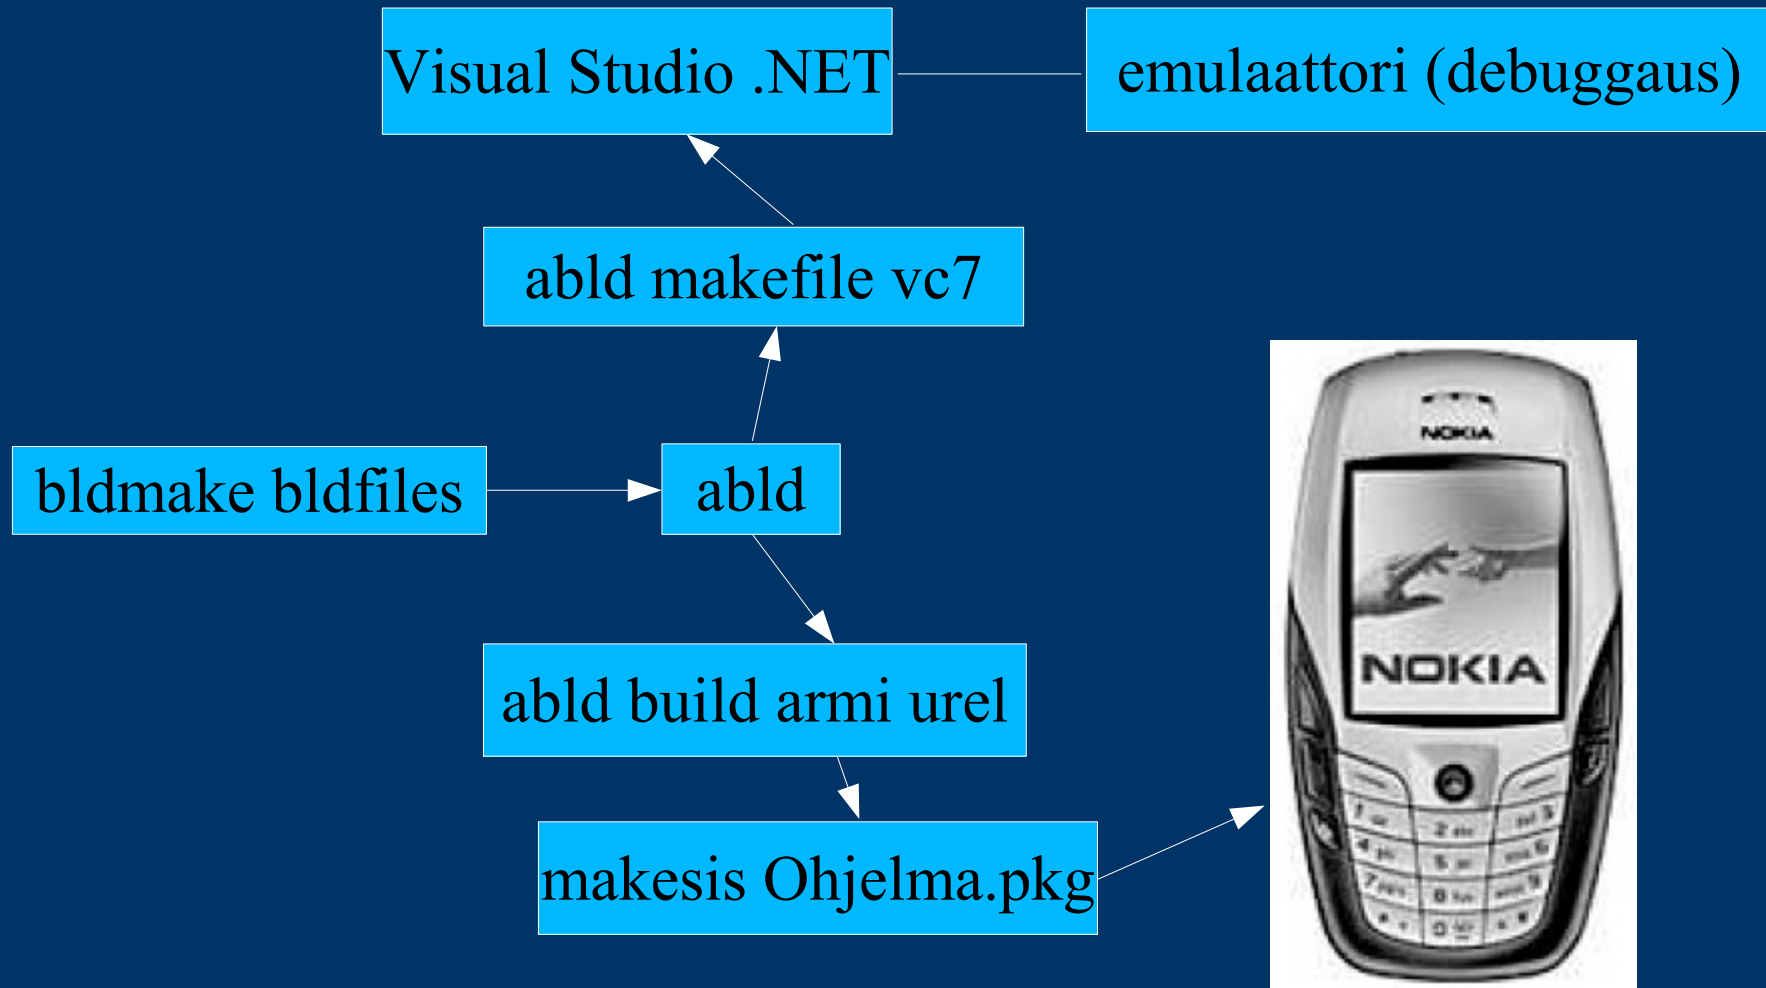 Visual Studio .NET
emulaattori (debuggaus)
abld makefile vc7
bldmake bldfiles
abld
abld build armi urel
makesis Ohjelma.pkg
NOKIA
NOKIA